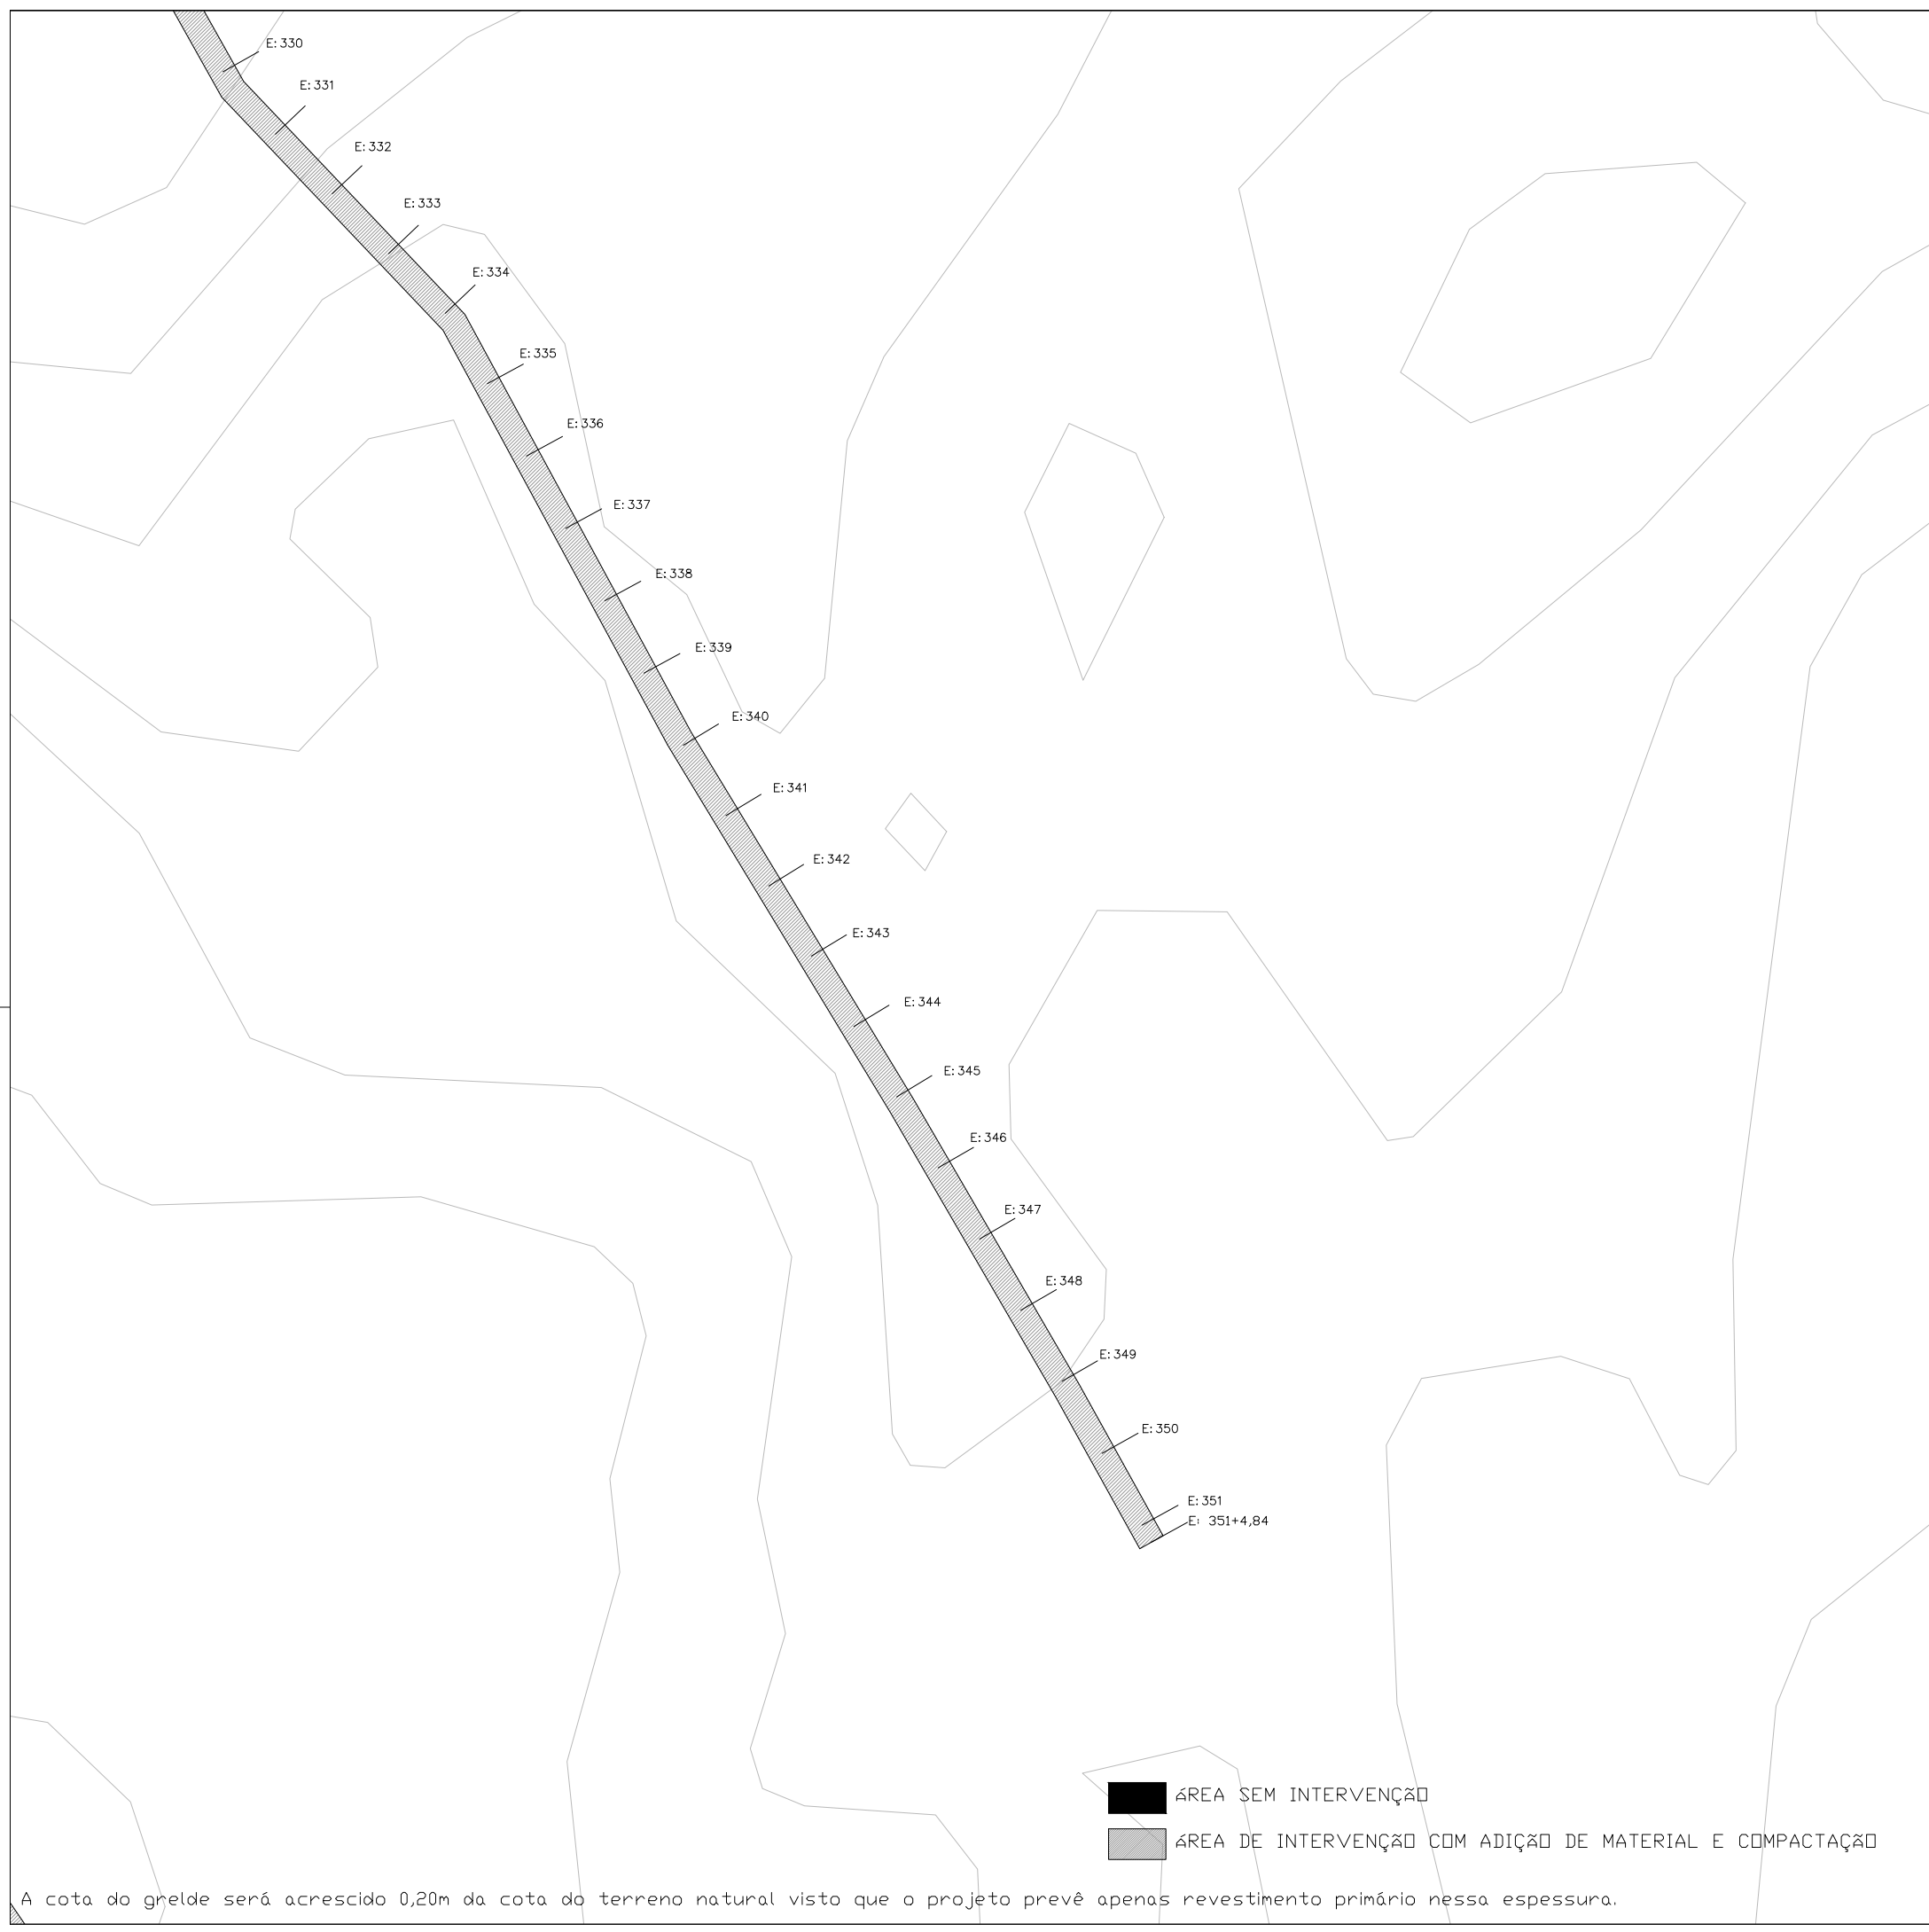 E: 330
E: 331
E: 332
E: 333
E: 334
E: 335
E: 336
E: 337
E: 338
E: 339
E: 340
E: 341
E: 342
E: 343
E: 344
E: 345
E: 346
E: 347
E: 348
E: 349
E: 350
E: 351
E: 351+4,84
áREA SEM INTERVENÇãO
áREA DE INTERVENÇãO COM ADIÇãO DE MATERIAL E COMPACTAÇãO
A cota do grelde será acrescido 0,20m da cota do terreno natural visto que o projeto prevê apenas revestimento primário nessa espessura.